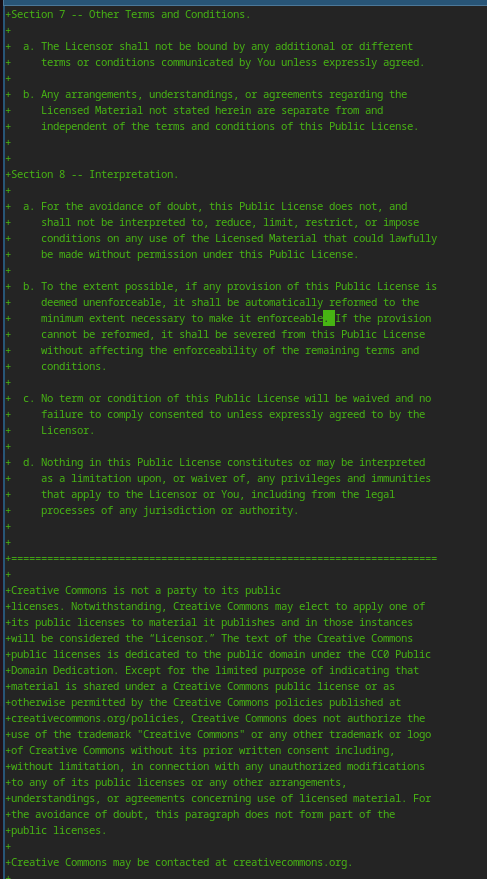 +Section 7 -- Other Terms and Conditions.
+
+  a. The Licensor shall not be bound by any additional or different
+     terms or conditions communicated by You unless expressly agreed.
+
+  b. Any arrangements, understandings, or agreements regarding the
+     Licensed Material not stated herein are separate from and
+     independent of the terms and conditions of this Public License.
+
+
+Section 8 -- Interpretation.
+
+  a. For the avoidance of doubt, this Public License does not, and
+     shall not be interpreted to, reduce, limit, restrict, or impose
+     conditions on any use of the Licensed Material that could lawfully
+     be made without permission under this Public License.
+
+  b. To the extent possible, if any provision of this Public License is
+     deemed unenforceable, it shall be automatically reformed to the
+     minimum extent necessary to make it enforceable. If the provision
+     cannot be reformed, it shall be severed from this Public License
+     without affecting the enforceability of the remaining terms and
+     conditions.
+
+  c. No term or condition of this Public License will be waived and no
+     failure to comply consented to unless expressly agreed to by the
+     Licensor.
+
+  d. Nothing in this Public License constitutes or may be interpreted
+     as a limitation upon, or waiver of, any privileges and immunities
+     that apply to the Licensor or You, including from the legal
+     processes of any jurisdiction or authority.
+
+
+=======================================================================
+
+Creative Commons is not a party to its public
+licenses. Notwithstanding, Creative Commons may elect to apply one of
+its public licenses to material it publishes and in those instances
+will be considered the “Licensor.” The text of the Creative Commons
+public licenses is dedicated to the public domain under the CC0 Public
+Domain Dedication. Except for the limited purpose of indicating that
+material is shared under a Creative Commons public license or as
+otherwise permitted by the Creative Commons policies published at
+creativecommons.org/policies, Creative Commons does not authorize the
+use of the trademark "Creative Commons" or any other trademark or logo
+of Creative Commons without its prior written consent including,
+without limitation, in connection with any unauthorized modifications
+to any of its public licenses or any other arrangements,
+understandings, or agreements concerning use of licensed material. For
+the avoidance of doubt, this paragraph does not form part of the
+public licenses.
+
+Creative Commons may be contacted at creativecommons.org.
+